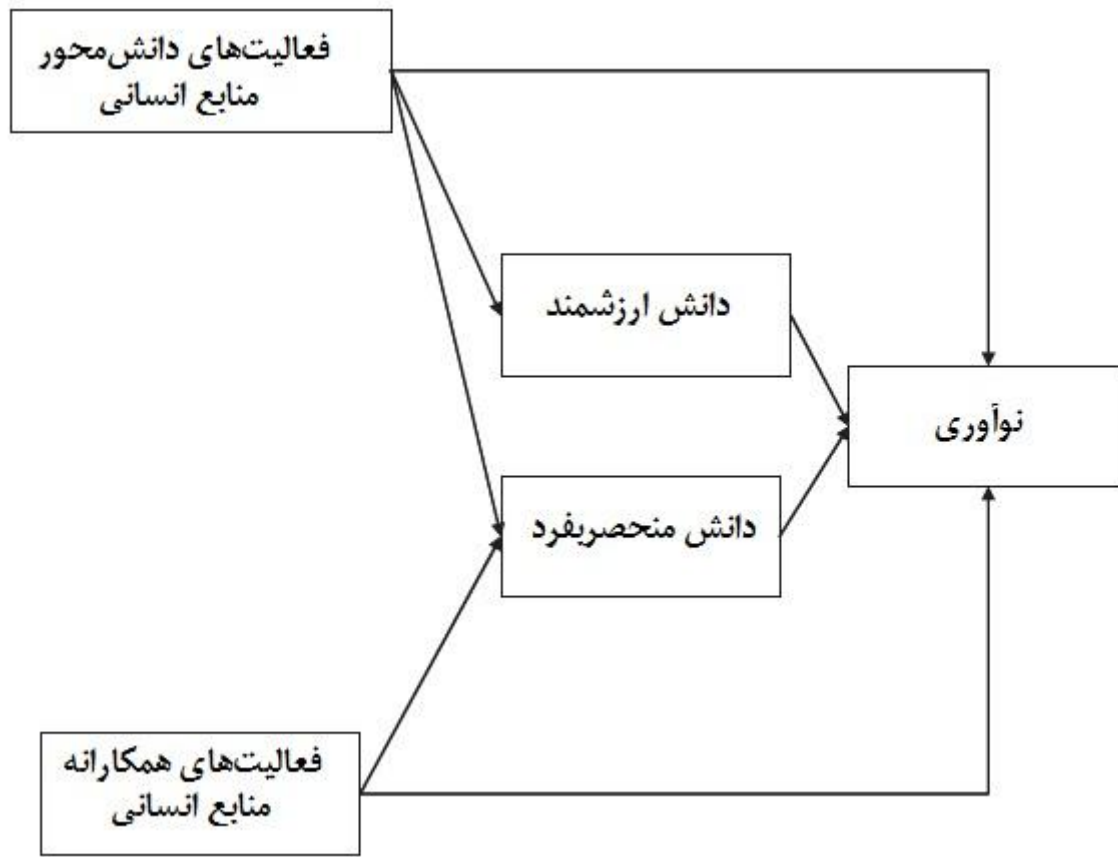 فعالیت‌های دانش‌محور
منابع انسانی
دانش ارزشمند
نوآوری
دانش منحصربفرد
فعالیت‌های همکارانه
منابع انسانی